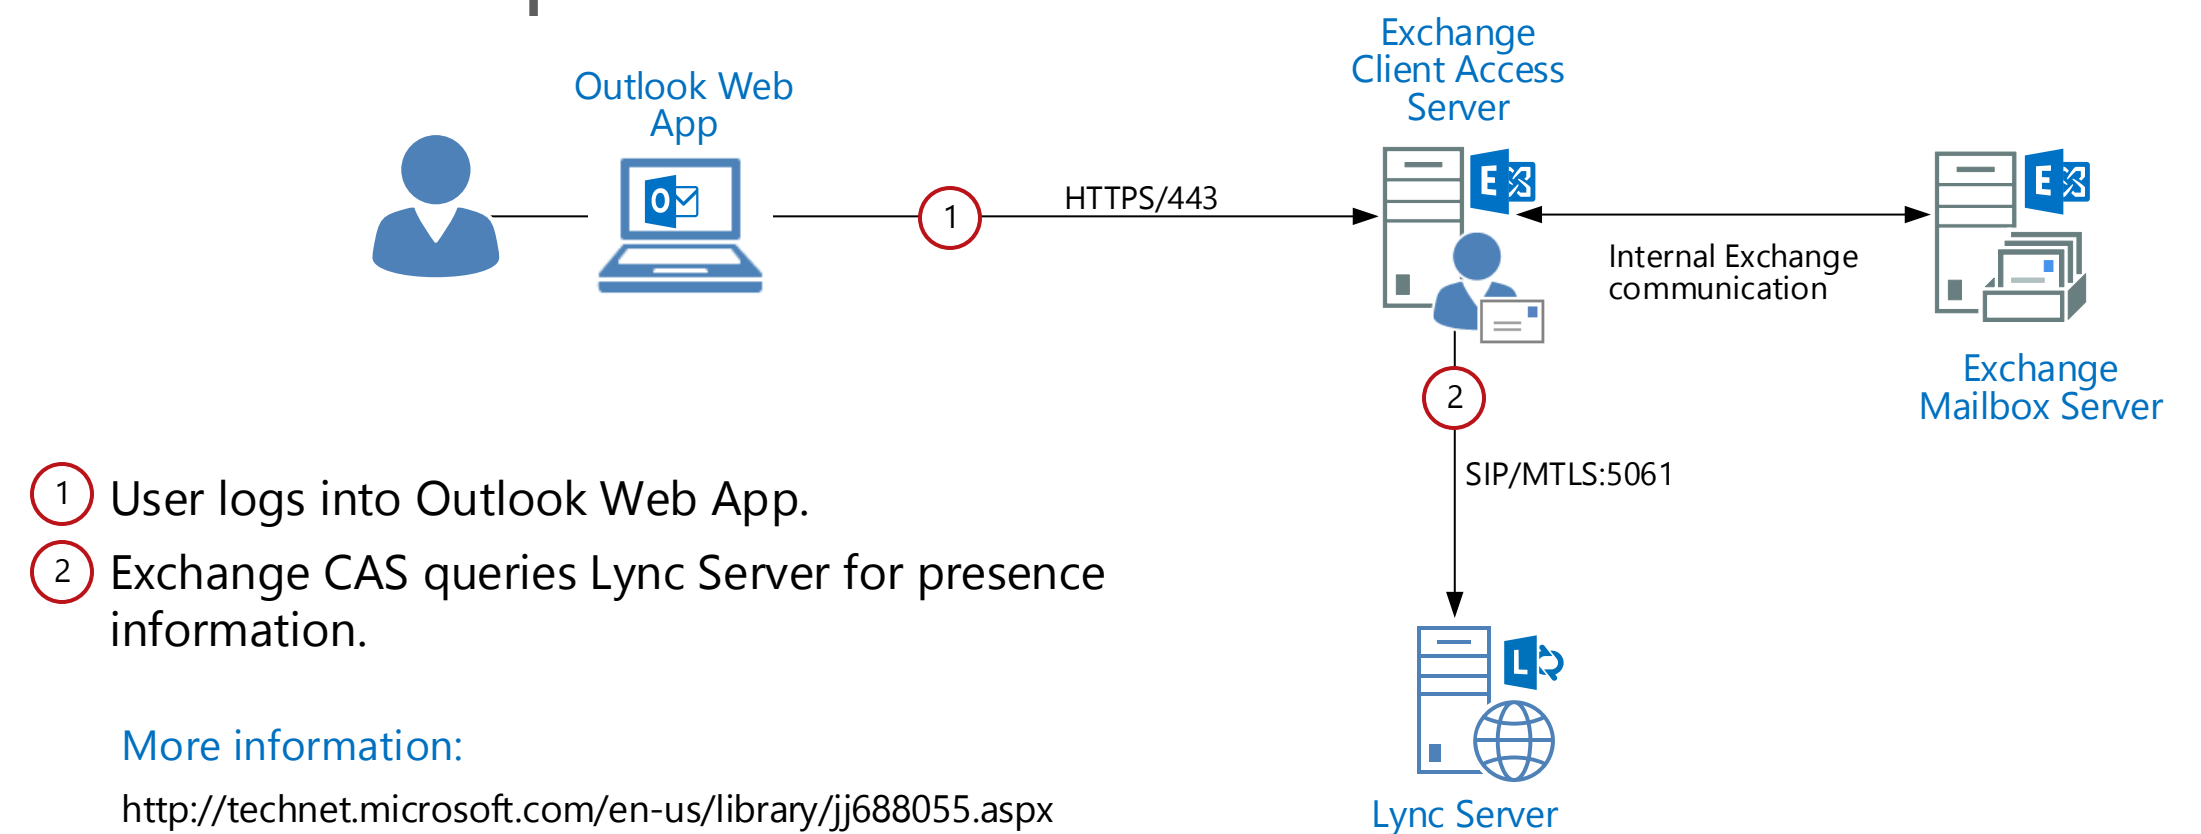 Exchange
Client Access
Server
Outlook Web
App
O
E
E
1
HTTPS/443
Internal Exchange
communication
Exchange
Mailbox Server
2
SIP/MTLS:5061
1 User logs into Outlook Web App.
2 Exchange CAS queries Lync Server for presence
information.
L
More information:
http://technet.microsoft.com/en-us/library/jj688055.aspx
Lync Server